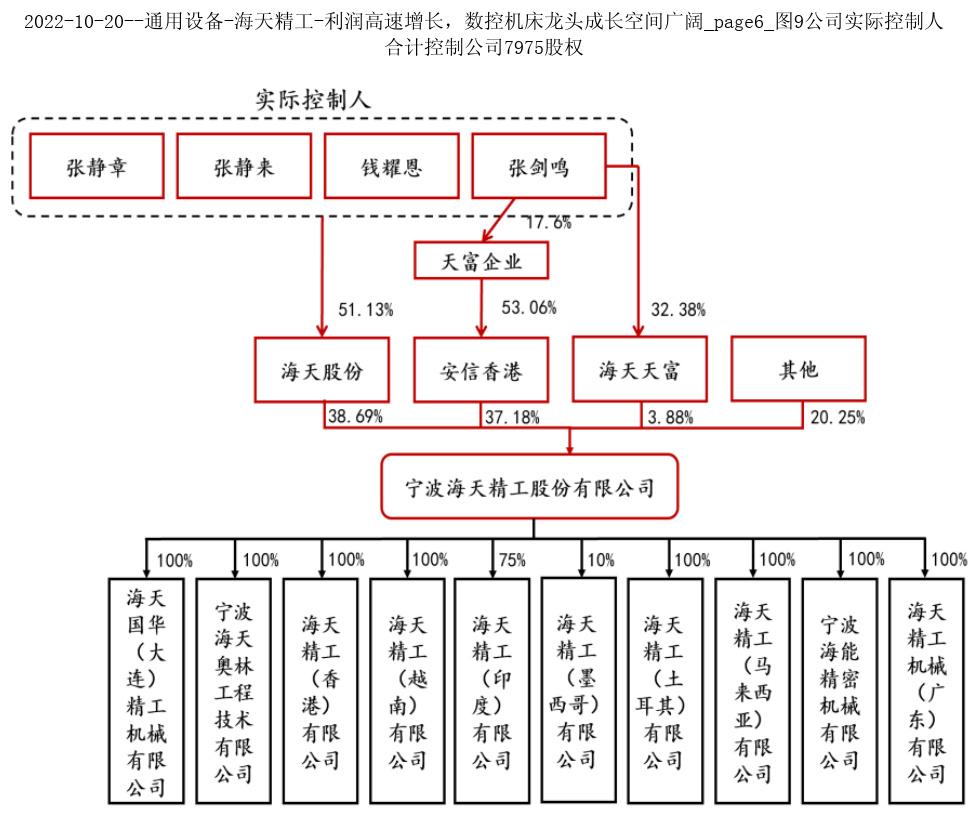 2022-10-20--通用设备-海天精工-利润高速增长，数控机床龙头成长空间广阔_page6_图9公司实际控制人
合计控制公司7975股权
实际控制人
张静章
张静来
钱耀恩
张剑鸣
17.6%
天富企业
51.13%
53.06%
32.38%
海天股份
安信香港
海天天富
其他
38.69%
37.18%
3.88%
20.25%
宁波海天精工股份有限公司
100%
100%
100%
100%
75%
10%
100%
100%
100%
100%
海天
国华
（大
连）
精工
机械
有限
公司
宁波
海天
奥林
工程
技术
有限
公司
海天
精工
（香
港）
有限
公司
海天
精工
（越
南）
有限
公司
海天
精工
（印
度）
有限
公司
海天
精工
（墨
西哥）
有限
公司
海天
精工
（土
耳其）
有限
公司
海天
精工
（马
来西
亚）
有限
公司
宁波
海能
精密
机械
有限
公司
海天
精工
机械
（广
东）
有限
公司